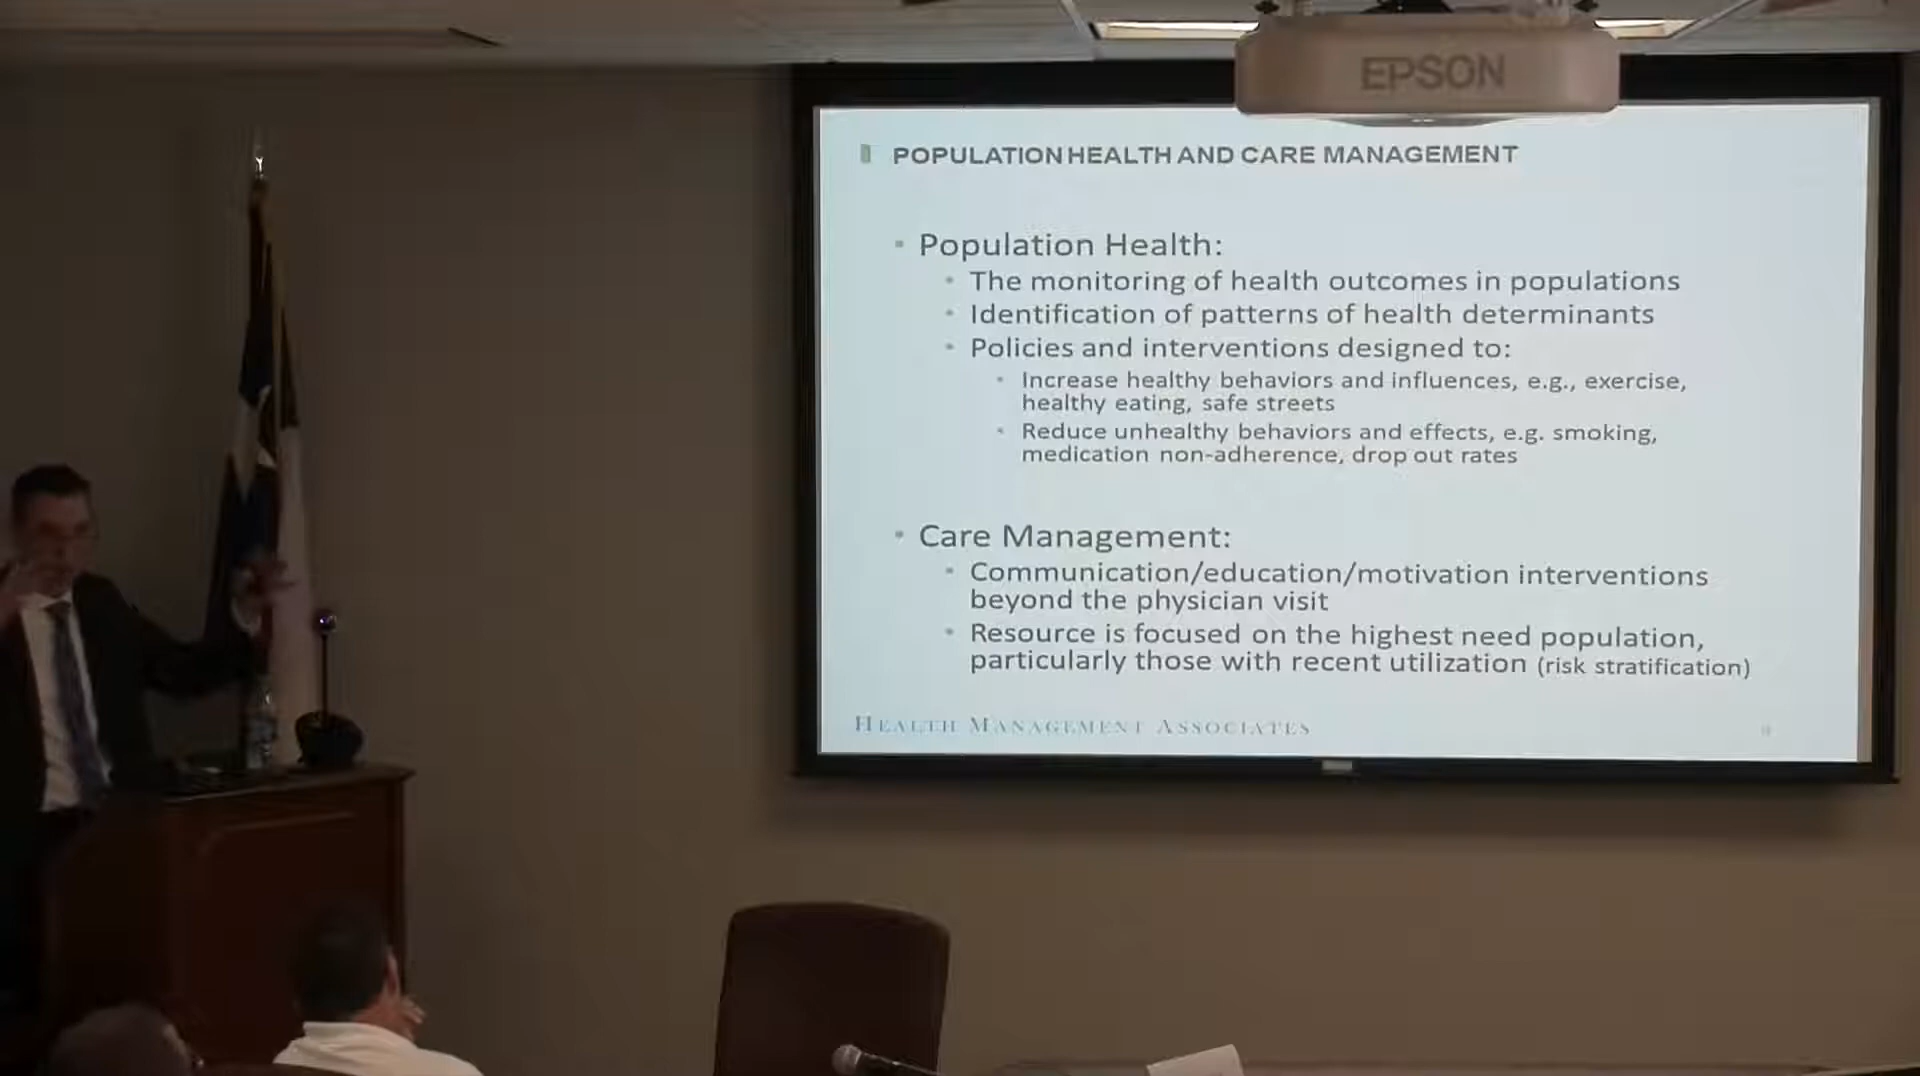 EPSON
POPULATION HEALTH AND CARE MANAGEMENT
• Population Health:
• The monitoring of health outcomes in populations
• Identification of patterns of health determinants
• Policies and interventions designed to:
• Increase healthy behaviors and influences, e.g., exercise,
healthy eating, safe streets
• Reduce unhealthy behaviors and effects, e.g. smoking,
medication non-adherence, drop out rates
• Care Management:
• Communication/education/motivation interventions
beyond the physician visit
• Resource is focused on the highest need population,
particularly those with recent utilization (risk stratification)
HEALTH MANAGEMENT ASSOCIATES